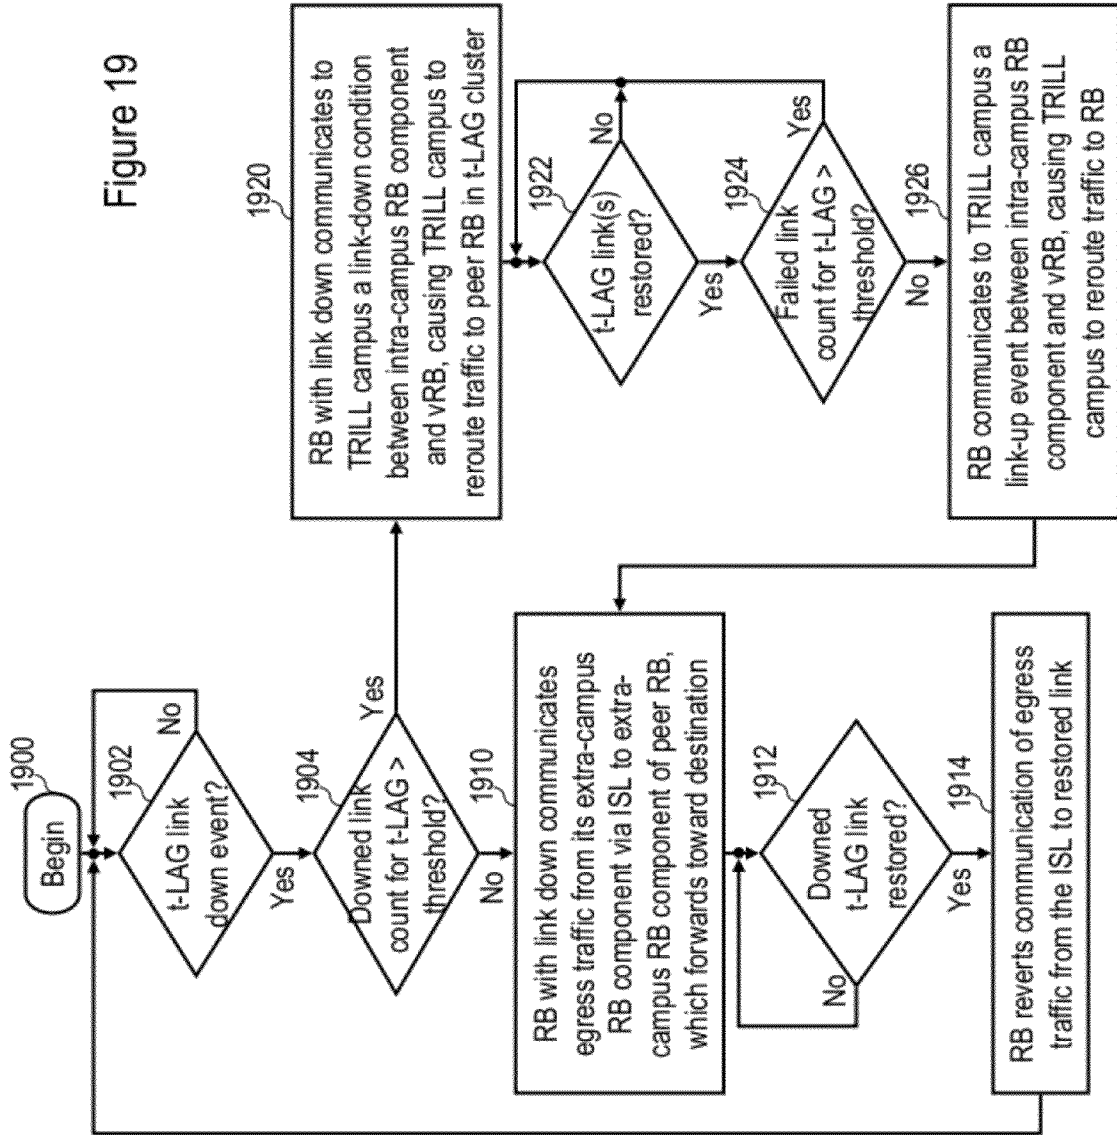 Figure 19
1900
Begin
1902
t-LAG link
down event?
No
Yes
1904
Downed link
count for t-LAG >
threshold?
Yes
No
1910
RB with link down communicates
egress traffic from its extra-campus
RB component via ISL to extra-
campus RB component of peer RB,
which forwards toward destination
1912
Downed
t-LAG link
restored?
No
Yes
1914
RB reverts communication of egress
traffic from the ISL to restored link
1920
RB with link down communicates to
TRILL campus a link-down condition
between intra-campus RB component
and vRB, causing TRILL campus to
reroute traffic to peer RB in t-LAG cluster
1922
t-LAG link(s)
restored?
No
Yes
1924
Failed link
count for t-LAG >
threshold?
Yes
No
1926
RB communicates to TRILL campus a
link-up event between intra-campus RB
component and vRB, causing TRILL
campus to reroute traffic to RB